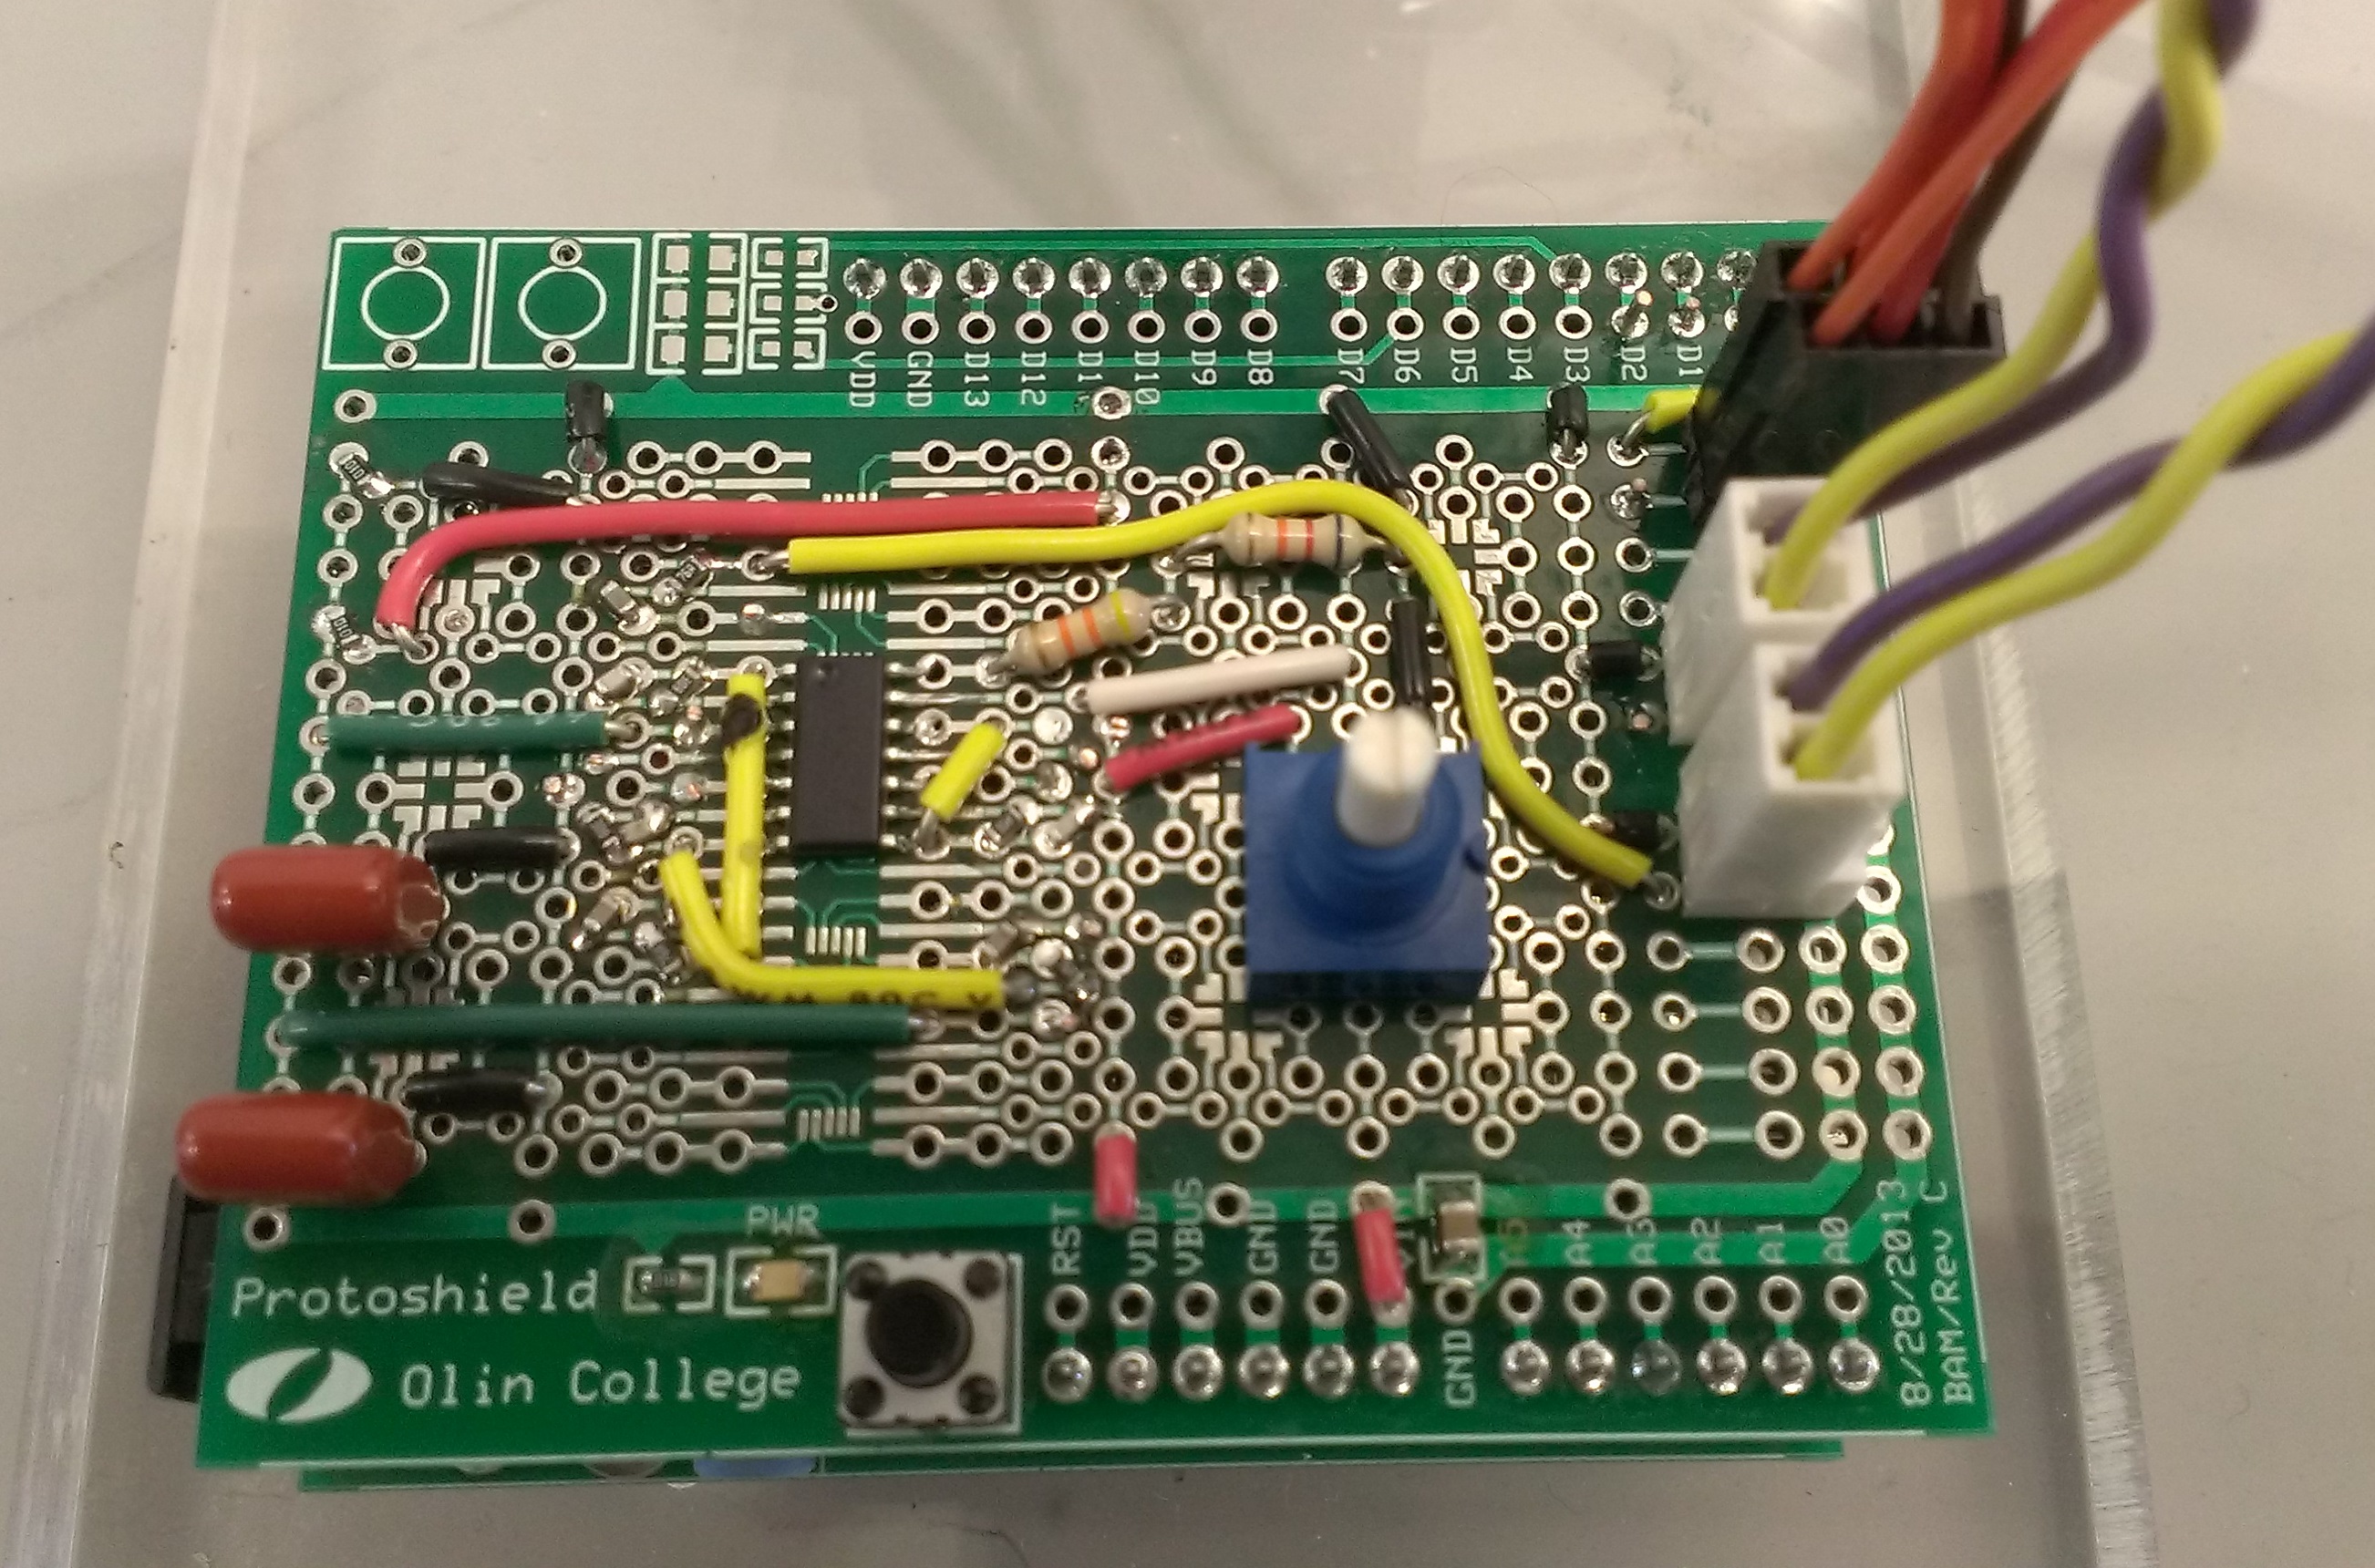 VDD GND D13 D12 D11 D10 D9 D8 D7 D6 D5 D4 D3 D2 D1
PWR
RST VDD VBUS GND GND GND A4 A3 A2 A1 A0
Protoshield
Olin College
8/28/2013
BAM/Rev C